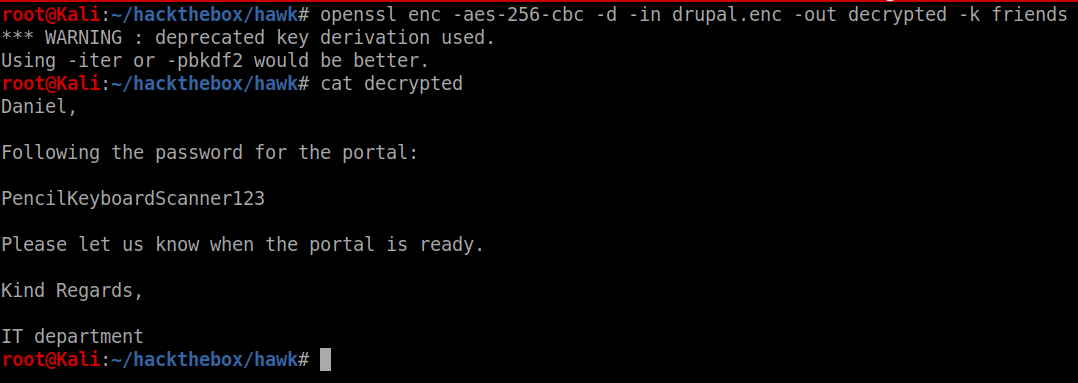 root@Kali:~/hackthebox/hawk# openssl enc -aes-256-cbc -d -in drupal.enc -out decrypted -k friends
*** WARNING : deprecated key derivation used.
Using -iter or -pbkdf2 would be better.
root@Kali:~/hackthebox/hawk# cat decrypted
Daniel,
Following the password for the portal:
PencilKeyboardScanner123
Please let us know when the portal is ready.
Kind Regards,
IT department
root@Kali:~/hackthebox/hawk#